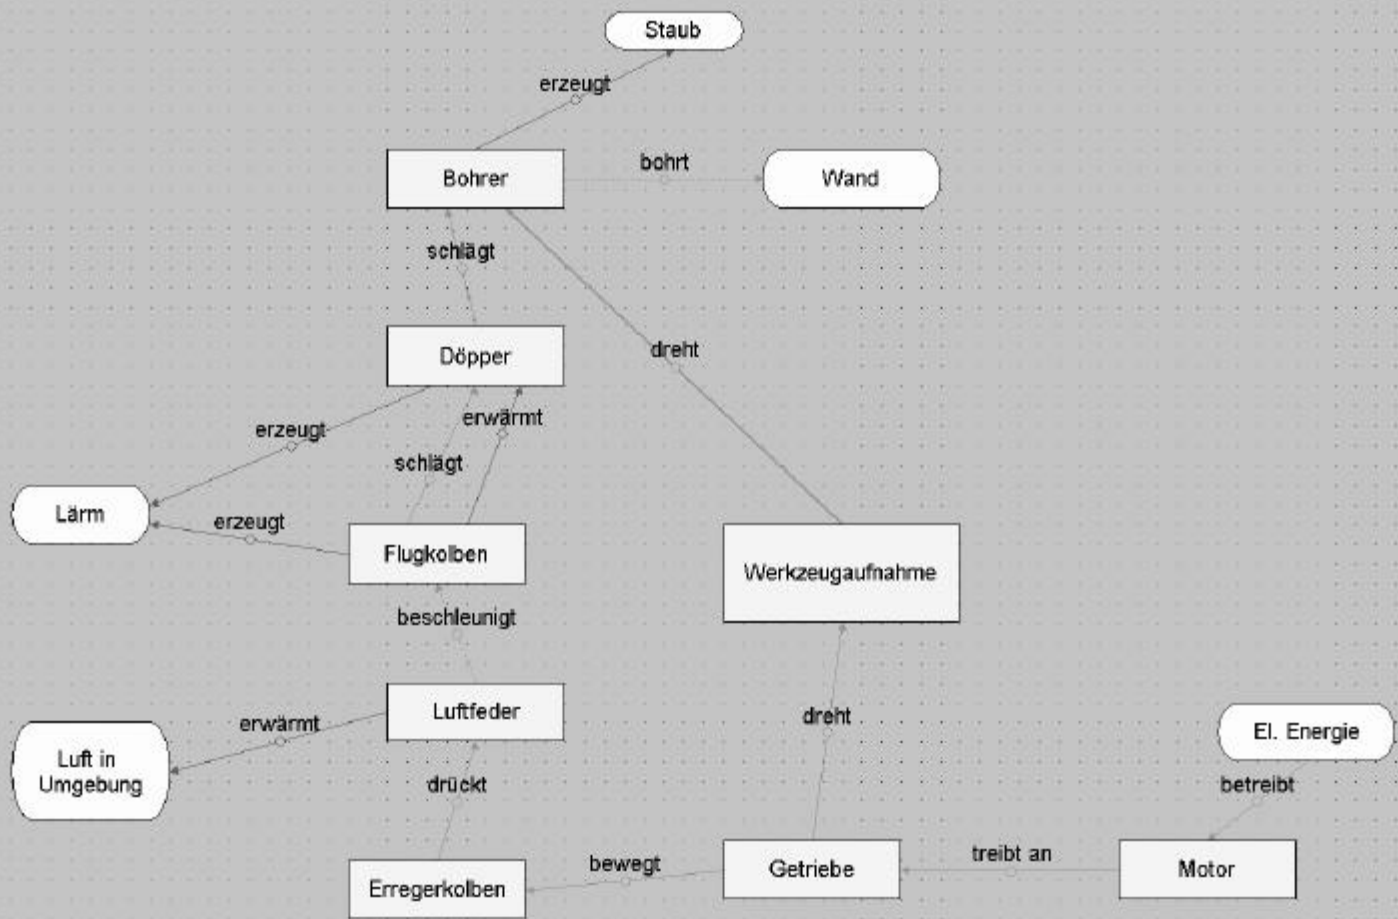 Staub
erzeugt
Bohrer
bohrt
Wand
schlägt
Döpper
dreht
erzeugt
erwärmt
schlägt
Lärm
erzeugt
Flugkolben
Werkzeugaufnahme
beschleunigt
Luftfeder
erwärmt
dreht
El. Energie
Luft in
Umgebung
drückt
betreibt
Erregerkolben
bewegt
Getriebe
treibt an
Motor